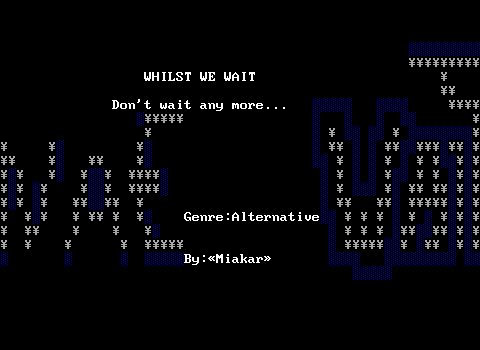 WHILST WE WAIT
Don't wait any more...
Genre:Alternative
By:«Miakar»